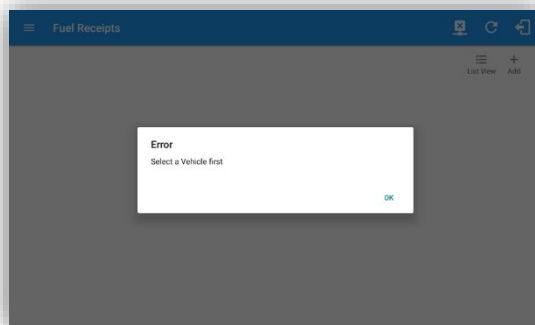 Fuel Receipts
List View Add
Error
Select a Vehicle first
OK